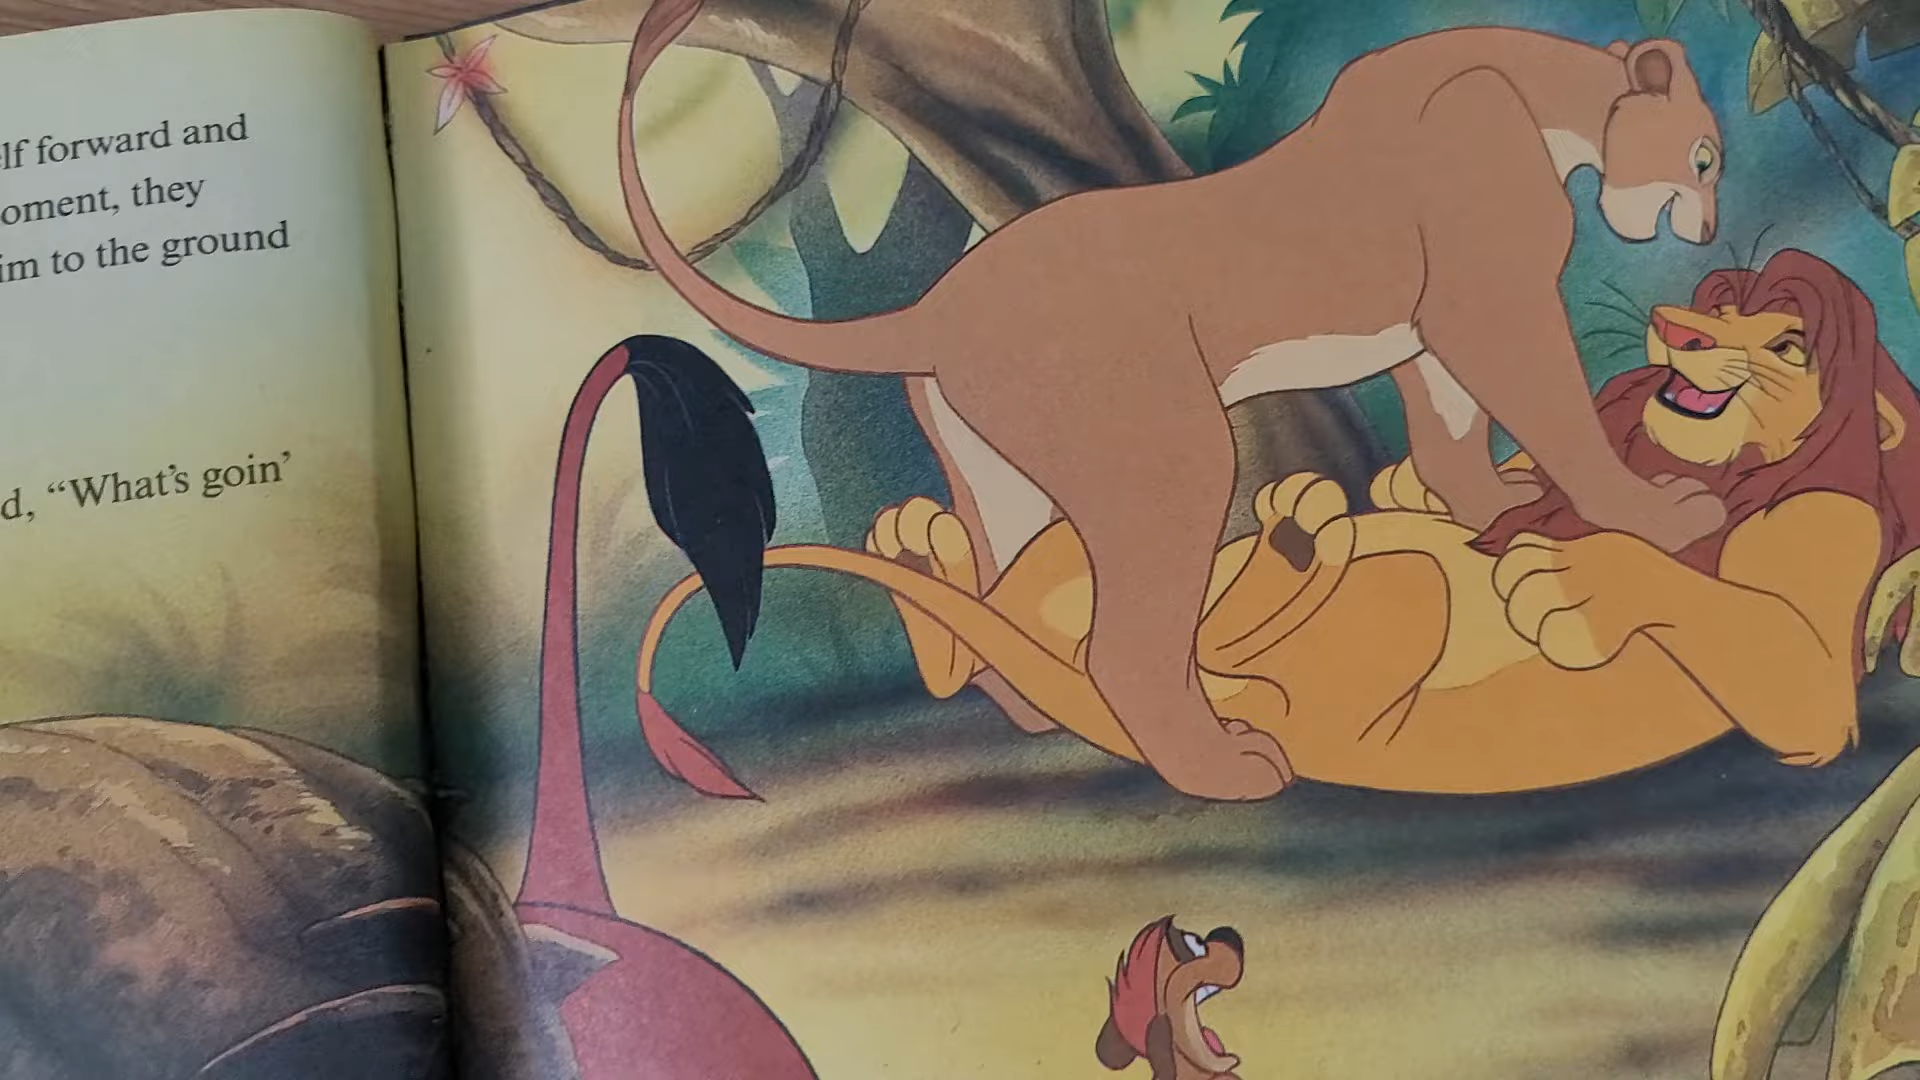 lf forward and
oment, they
im to the ground
d, “What’s goin’